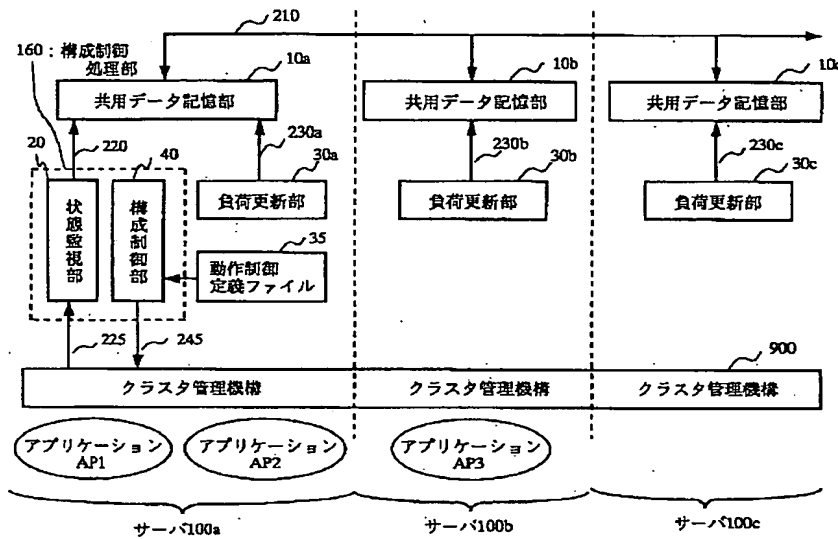 210
160：構成制御
処理部
10a
10b
10c
共用データ記憶部
共用データ記憶部
共用データ記憶部
20
220
40
230a
30a
230b
30b
230c
30c
状態監視部
構成制御部
負荷更新部
負荷更新部
負荷更新部
35
動作制御
定義ファイル
225
245
900
クラスタ管理機構
クラスタ管理機構
クラスタ管理機構
アプリケーション
AP1
アプリケーション
AP2
アプリケーション
AP3
サーバ100a
サーバ100b
サーバ100c